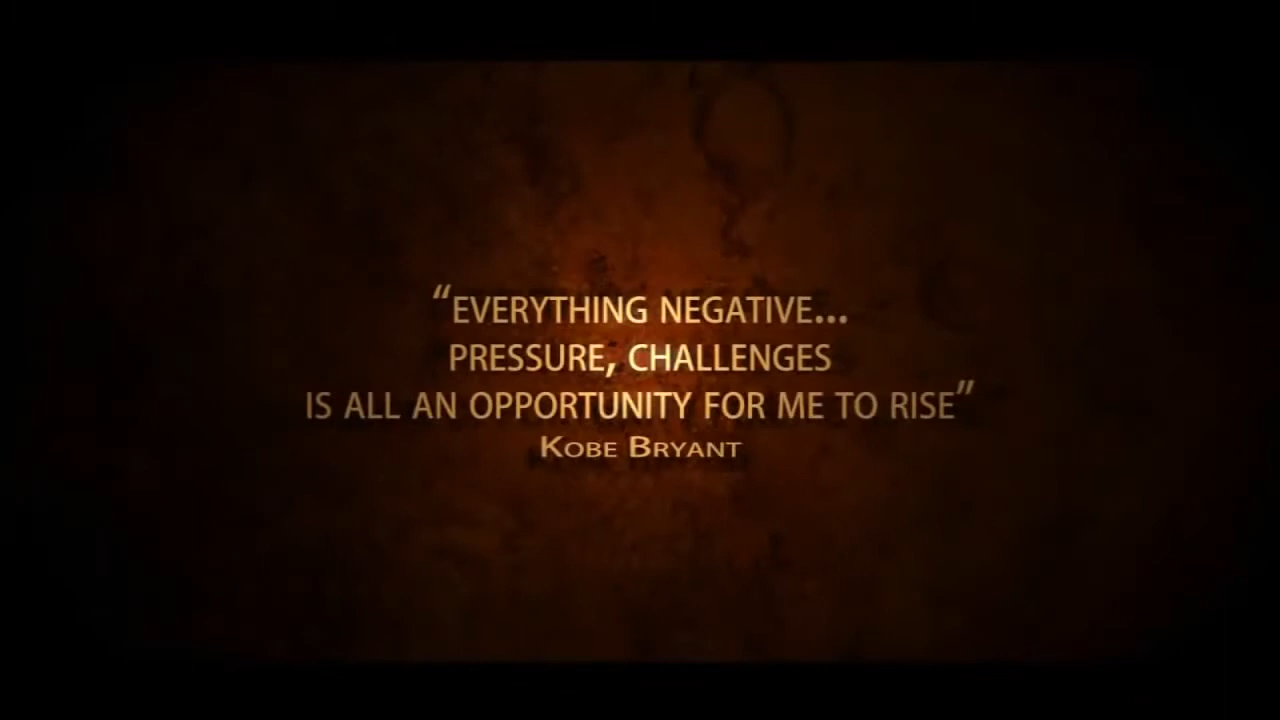 “EVERYTHING NEGATIVE...
PRESSURE, CHALLENGES
IS ALL AN OPPORTUNITY FOR ME TO RISE”
KOBE BRYANT